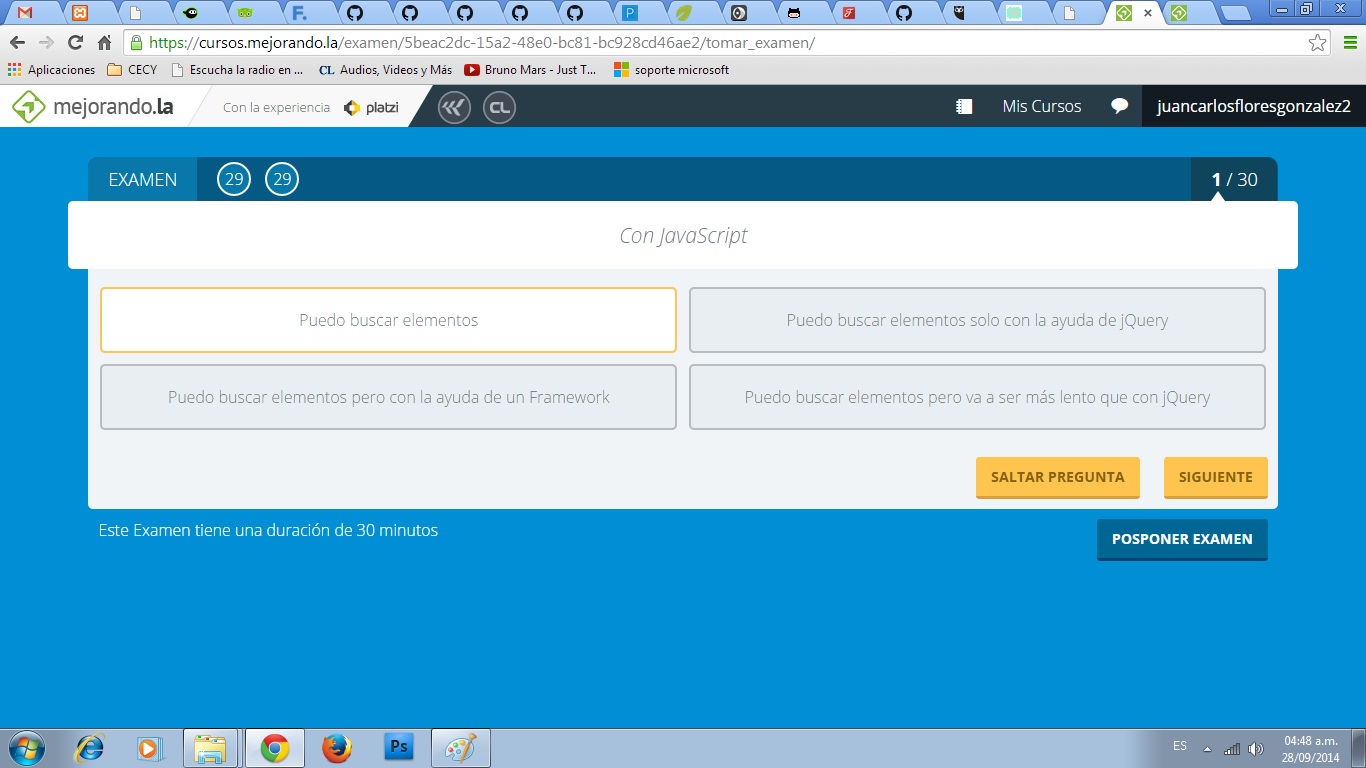 F.
P
https://cursos.mejorando.la/examen/5beac2dc-15a2-48e0-bc81-bc928cd46ae2/tomar_examen/
Aplicaciones CECY Escucha la radio en ... CL Audios, Videos y Más Bruno Mars - Just T... soporte microsoft
mejorando.la Con la experiencia platzi CL Mis Cursos juancarlosfloresgonzalez2
EXAMEN 29 29 1 / 30
Con JavaScript
Puedo buscar elementos
Puedo buscar elementos solo con la ayuda de jQuery
Puedo buscar elementos pero con la ayuda de un Framework
Puedo buscar elementos pero va a ser más lento que con jQuery
SALTAR PREGUNTA SIGUIENTE
Este Examen tiene una duración de 30 minutos
POSPONER EXAMEN
Ps
ES
04:48 a.m.
28/09/2014